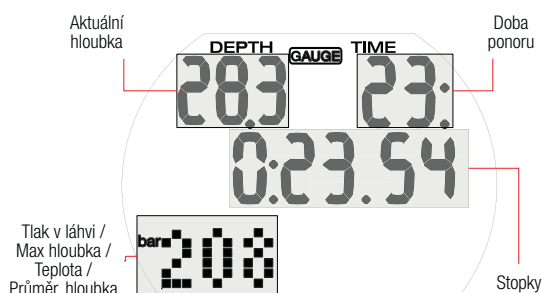 Aktuální
hloubka
DEPTH GAUGE TIME
Doba
ponoru
28.3 23:
0:23.54
Tlak v láhvi /
Max hloubka /
Teplota /
Průměr. hloubka
bar 208
Stopky